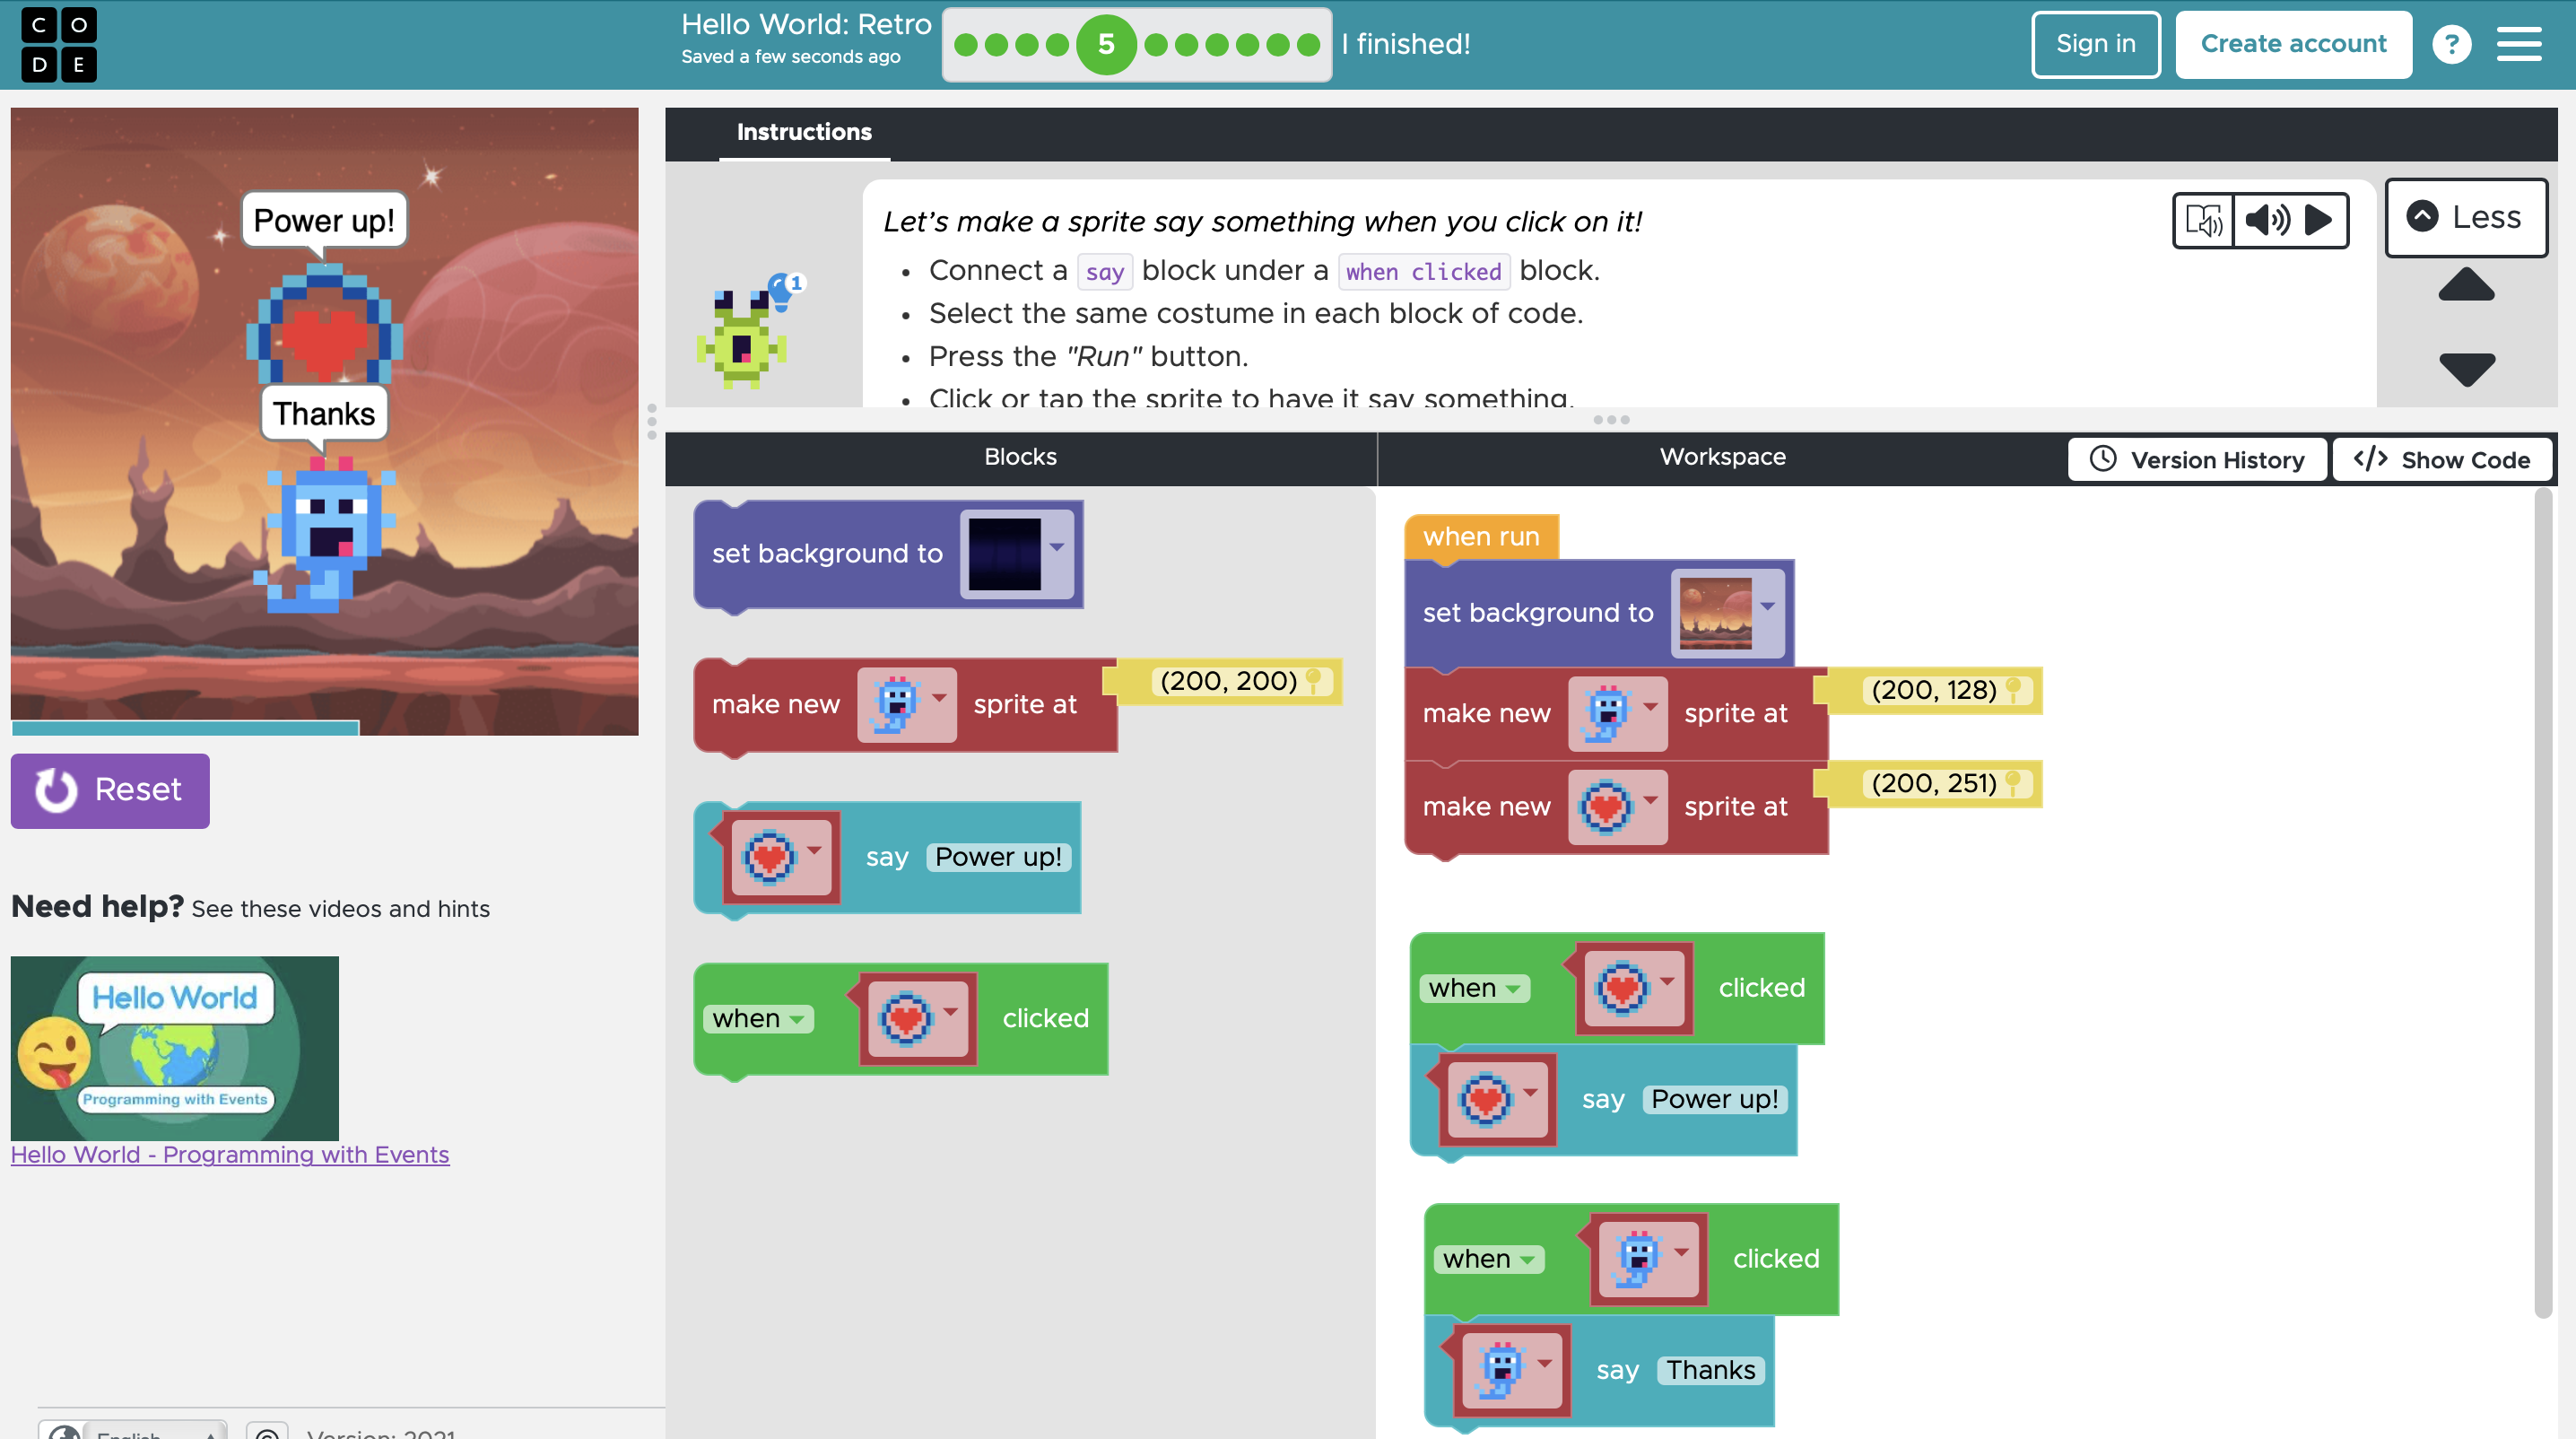 CO
DE
Hello World: Retro
Saved a few seconds ago
5
I finished!
Sign in
Create account
?
Power up!
Thanks
Reset
Need help? See these videos and hints
Hello World
Programming with Events
Hello World - Programming with Events
English
Version: 2021
Instructions
Let's make a sprite say something when you click on it!
• Connect a say block under a when clicked block.
• Select the same costume in each block of code.
• Press the "Run" button.
• Click or tap the sprite to have it say something.
1
Less
Blocks
Workspace
Version History
</> Show Code
set background to
make new sprite at (200, 200)
say Power up!
when clicked
when run
set background to
make new sprite at (200, 128)
make new sprite at (200, 251)
when clicked
say Power up!
when clicked
say Thanks